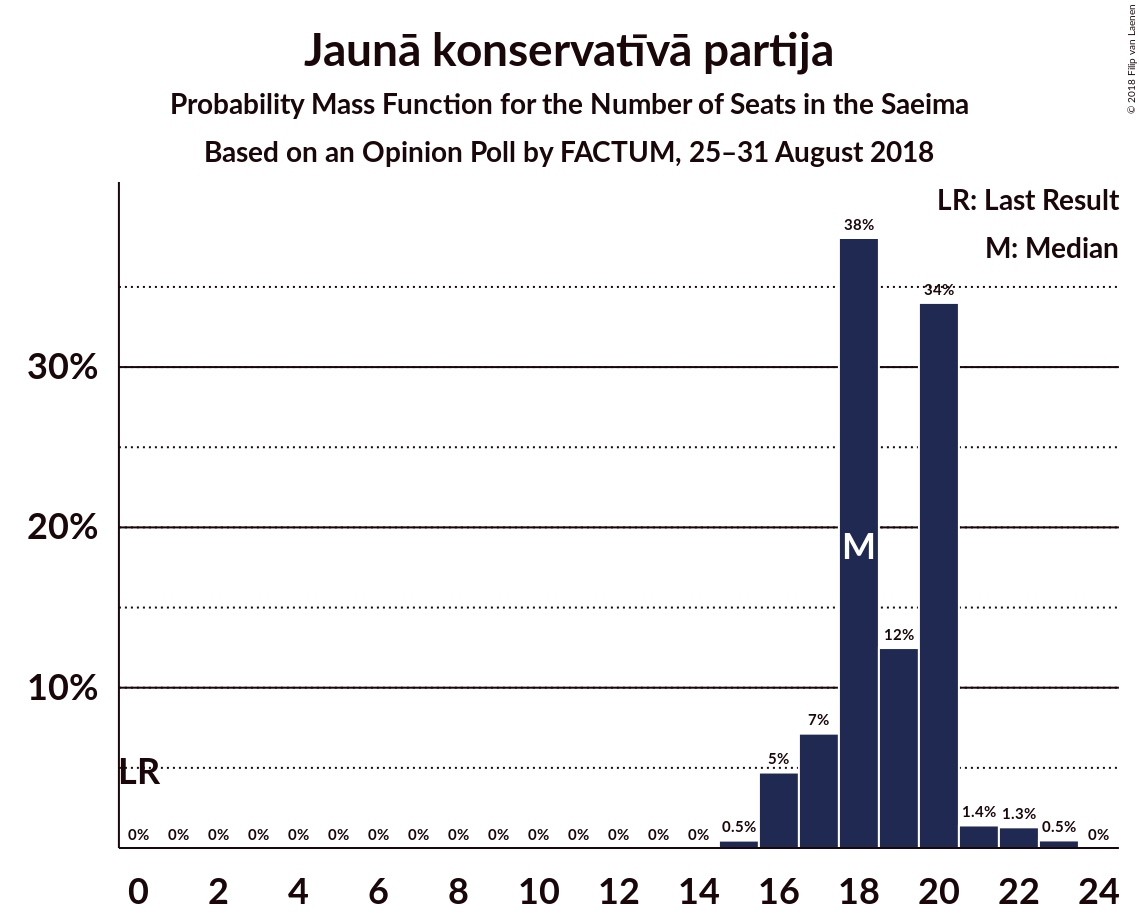 Jaunā konservatīvā partija
Probability Mass Function for the Number of Seats in the Saeima
Based on an Opinion Poll by FACTUM, 25–31 August 2018
© 2018 Filip van Laenen
LR: Last Result
M: Median
38%
34%
30%
20%
M
12%
10%
7%
5%
LR
0% 0% 0% 0% 0% 0% 0% 0% 0% 0% 0% 0% 0% 0% 0% 0.5% 1.4% 1.3% 0.5% 0%
0 2 4 6 8 10 12 14 16 18 20 22 24